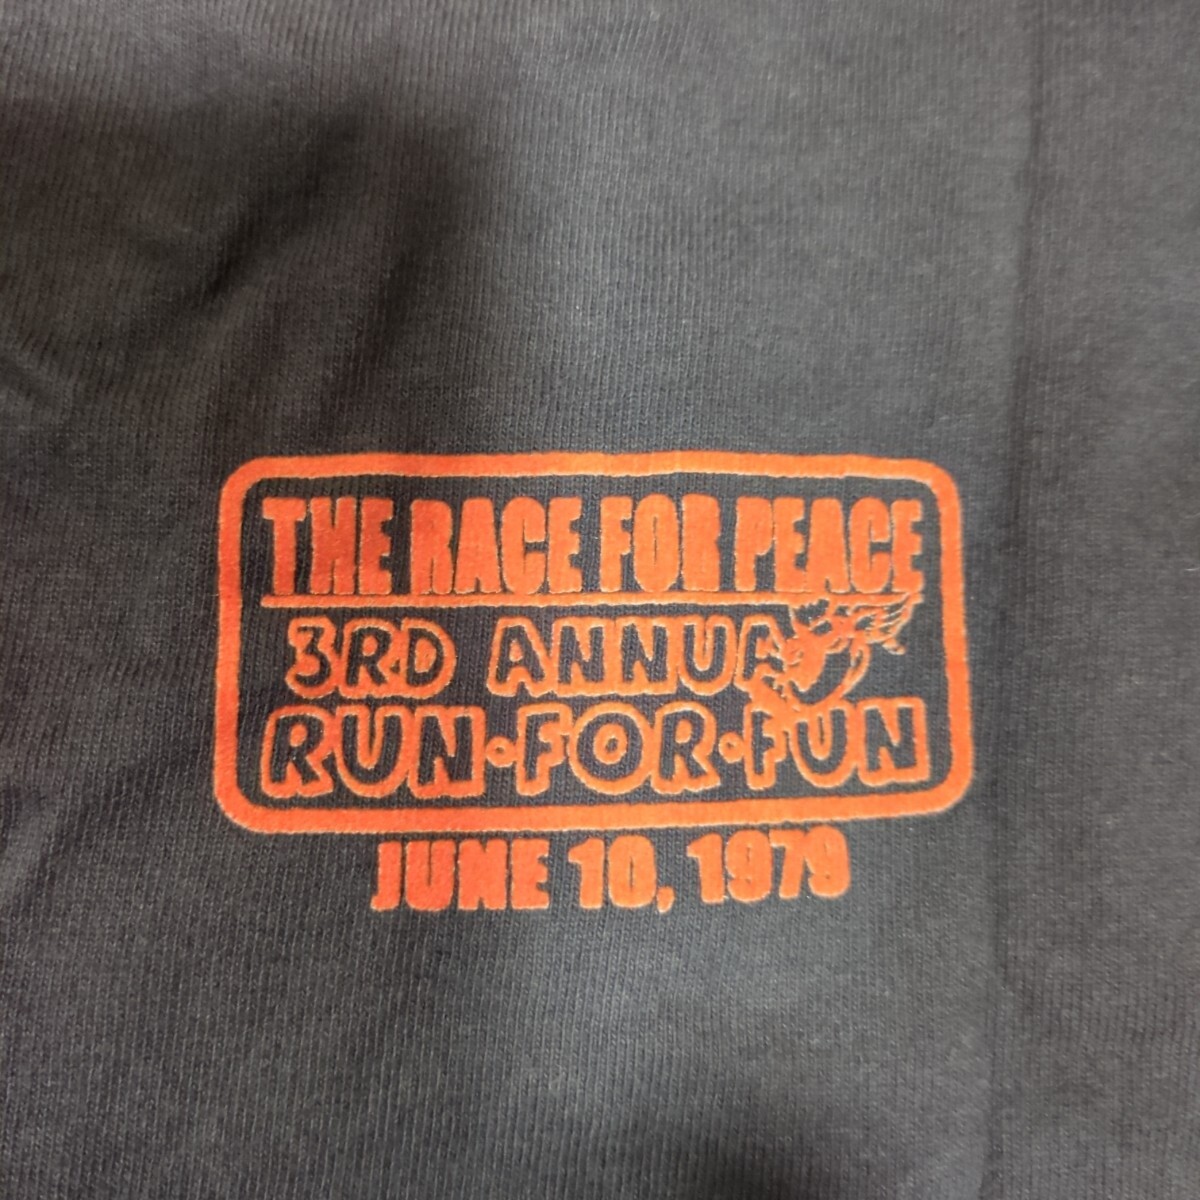 THE RACE FOR PEACE
3RD ANNUA
RUN·FOR·FUN
JUNE 10, 1979